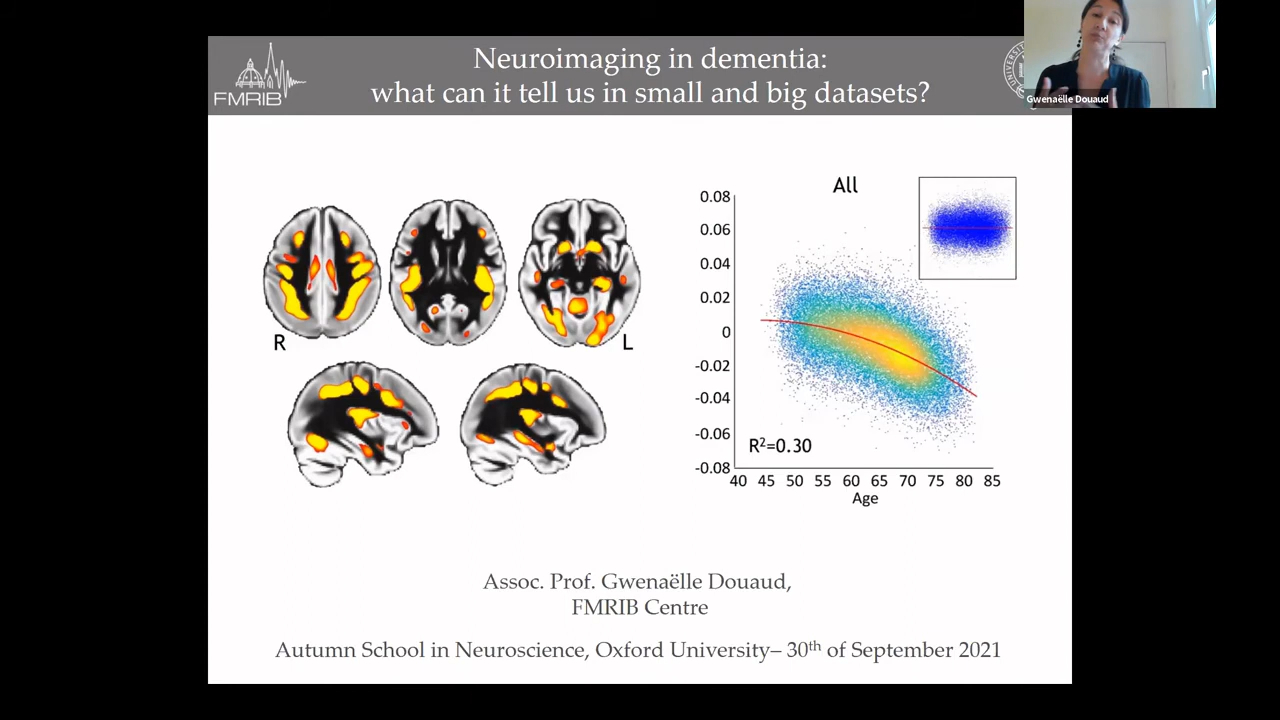 Neuroimaging in dementia:
what can it tell us in small and big datasets?
FMRIB
UNIVERSITY
Gwenaëlle Douaud
R
L
All
0.08
0.06
0.04
0.02
0
-0.02
-0.04
-0.06
-0.08
R²=0.30
40 45 50 55 60 65 70 75 80 85
Age
Assoc. Prof. Gwenaëlle Douaud,
FMRIB Centre
Autumn School in Neuroscience, Oxford University– 30th of September 2021